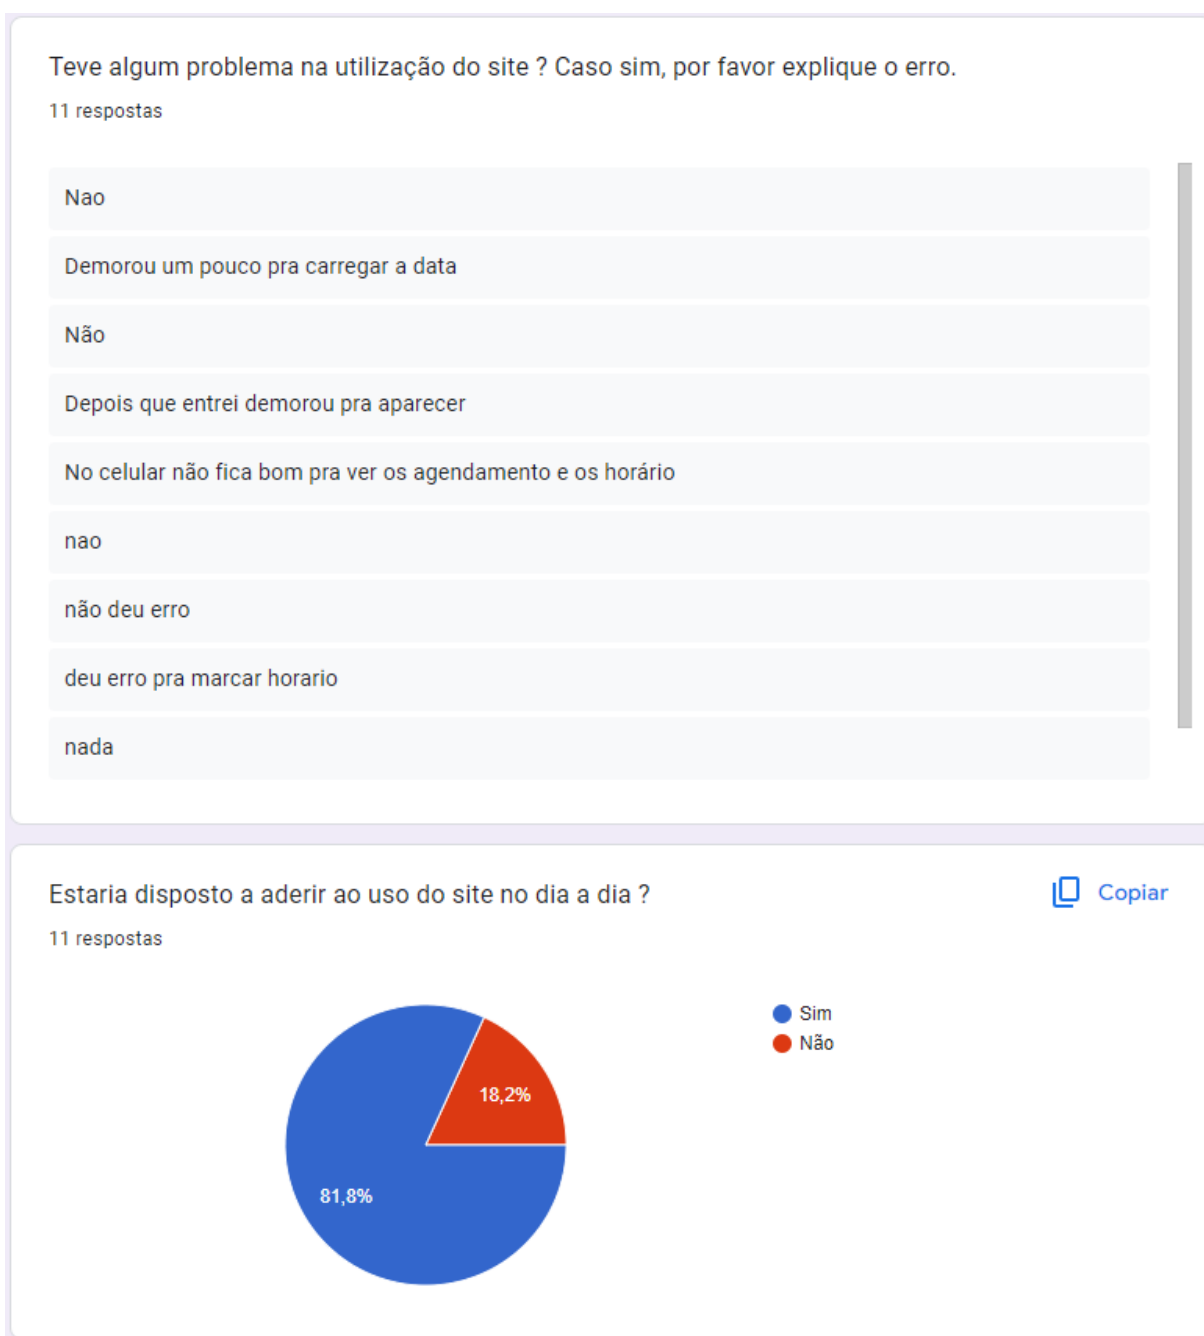 Teve algum problema na utilização do site ? Caso sim, por favor explique o erro.
11 respostas
Nao
Demorou um pouco pra carregar a data
Não
Depois que entrei demorou pra aparecer
No celular não fica bom pra ver os agendamento e os horário
nao
não deu erro
deu erro pra marcar horario
nada
Estaria disposto a aderir ao uso do site no dia a dia ?
Copiar
11 respostas
Sim
Não
18,2%
81,8%